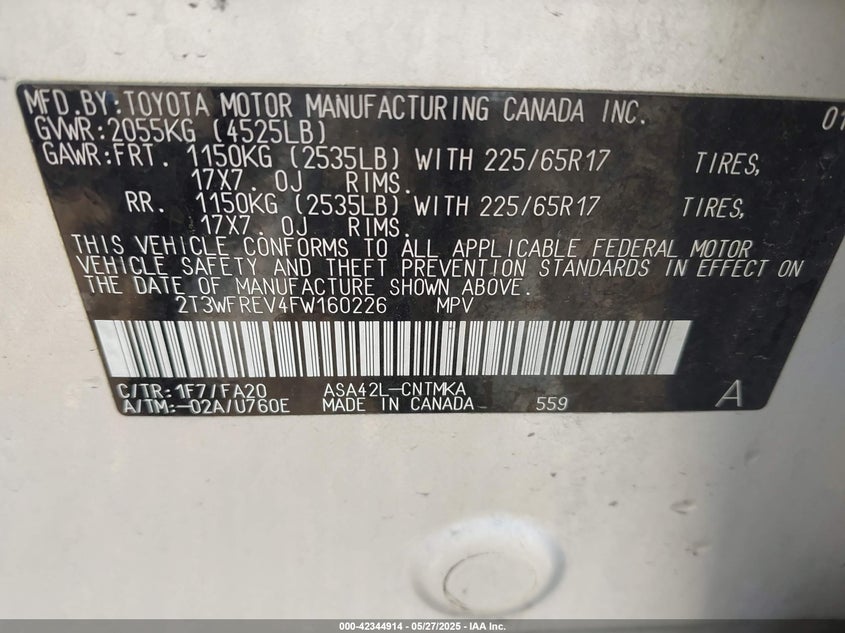 MFD.BY:TOYOTA MOTOR MANUFACTURING CANADA INC. 01
GVWR:2055KG (4525LB)
GAWR:FRT. 1150KG (2535LB) WITH 225/65R17 TIRES,
17X7.0J RIMS.
RR. 1150KG (2535LB) WITH 225/65R17 TIRES,
17X7.0J RIMS.
THIS VEHICLE CONFORMS TO ALL APPLICABLE FEDERAL MOTOR
VEHICLE SAFETY AND THEFT PREVENTION STANDARDS IN EFFECT ON
THE DATE OF MANUFACTURE SHOWN ABOVE.
2T3WFREV4FW160226 MPV
C/TR:1F7/FA20 ASA42L-CNTMKA
A/TM:-02A/U760E MADE IN CANADA 559 A
000-42344914 - 05/27/2025 - IAA Inc.